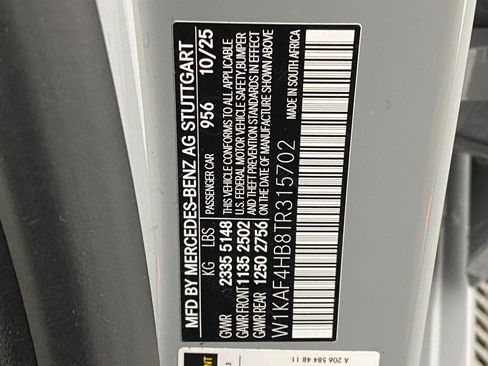 MFD BY MERCEDES-BENZ AG STUTTGART
PASSENGER CAR 956 10/25
KG LBS
GVWR 2335 5148
GAWR FRONT 1135 2502
GAWR REAR 1250 2756
THIS VEHICLE CONFORMS TO ALL APPLICABLE
U.S. FEDERAL MOTOR VEHICLE SAFETY,BUMPER
AND THEFT PREVENTION STANDARDS IN EFFECT
ON THE DATE OF MANUFACTURE SHOWN ABOVE
MADE IN SOUTH AFRICA
W1KAF4HB8TR315702
A 206 584 48 11